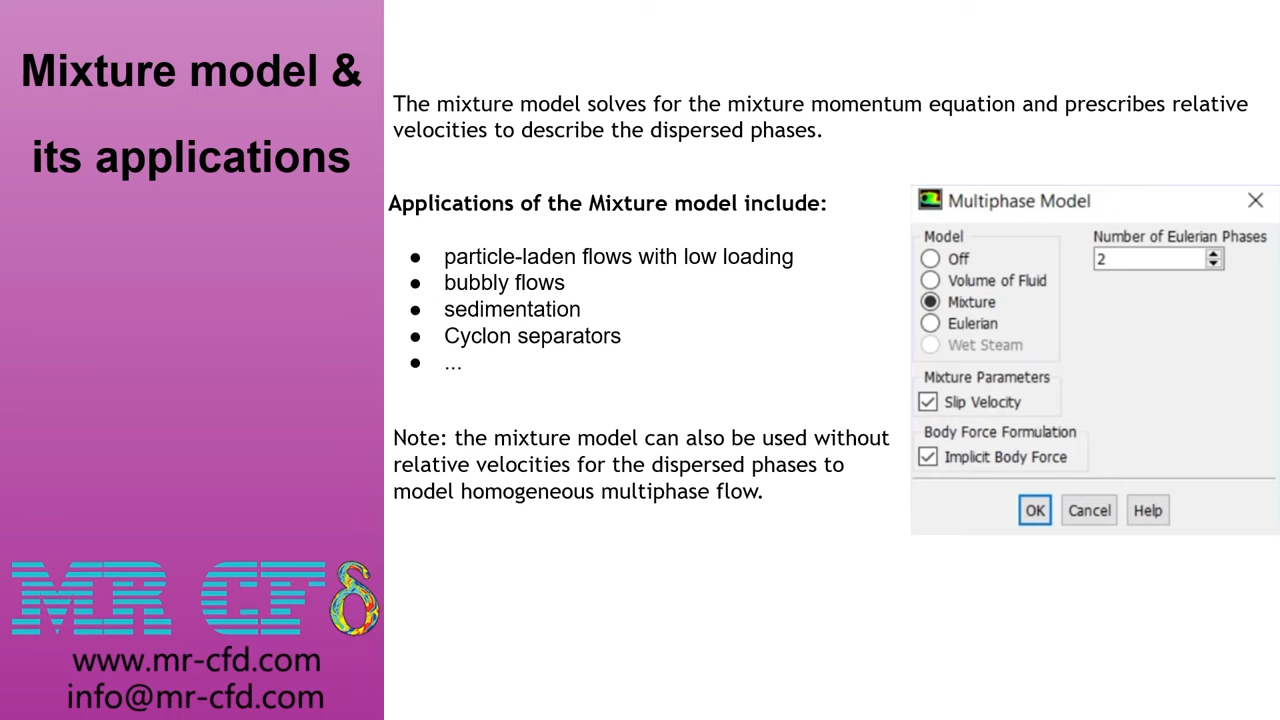 Mixture model &
its applications
The mixture model solves for the mixture momentum equation and prescribes relative
velocities to describe the dispersed phases.
Applications of the Mixture model include:
● particle-laden flows with low loading
● bubbly flows
● sedimentation
● Cyclon separators
● ...
Note: the mixture model can also be used without
relative velocities for the dispersed phases to
model homogeneous multiphase flow.
Multiphase Model
Model
Off
Volume of Fluid
Mixture
Eulerian
Wet Steam
Number of Eulerian Phases
2
Mixture Parameters
Slip Velocity
Body Force Formulation
Implicit Body Force
OK Cancel Help
MR CFδ
www.mr-cfd.com
info@mr-cfd.com